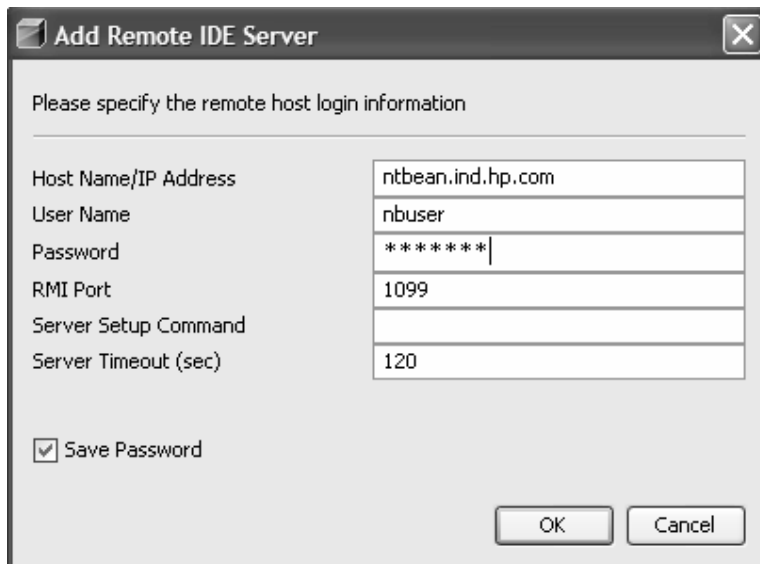 Add Remote IDE Server
Please specify the remote host login information
Host Name/IP Address ntbean.ind.hp.com
User Name nbuser
Password *******
RMI Port 1099
Server Setup Command
Server Timeout (sec) 120
Save Password
OK Cancel